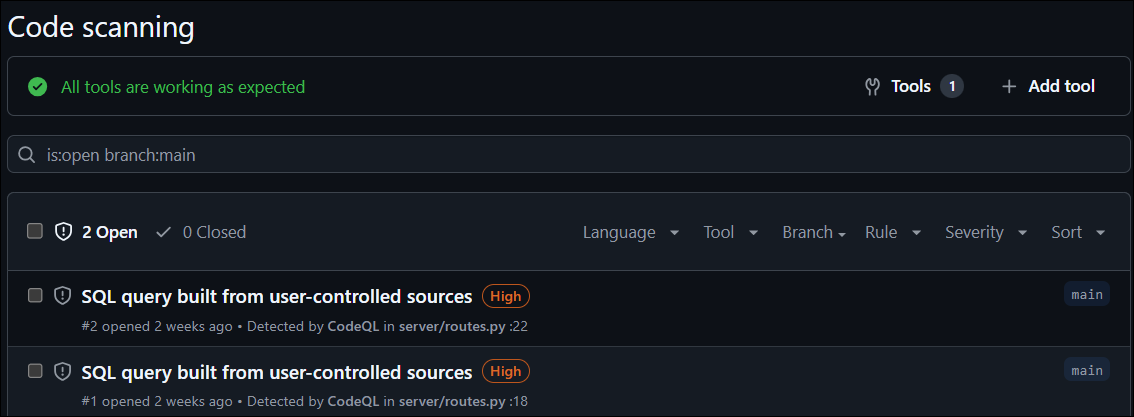 Code scanning
All tools are working as expected Tools 1 Add tool
is:open branch:main
2 Open 0 Closed Language Tool Branch Rule Severity Sort
SQL query built from user-controlled sources High main
#2 opened 2 weeks ago • Detected by CodeQL in server/routes.py :22
SQL query built from user-controlled sources High main
#1 opened 2 weeks ago • Detected by CodeQL in server/routes.py :18